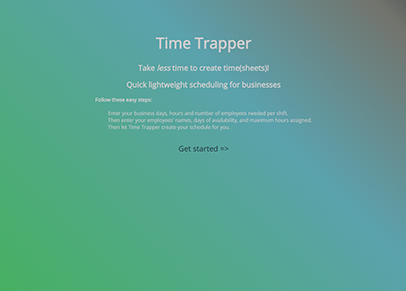 Time Trapper
Take less time to create time(sheets)!
Quick lightweight scheduling for businesses
Follow these easy steps:
Enter your business days, hours and number of employees needed per shift.
Then enter your employees' names, days of availability, and maximum hours assigned.
Then let Time Trapper create your schedule for you.
Get started =>